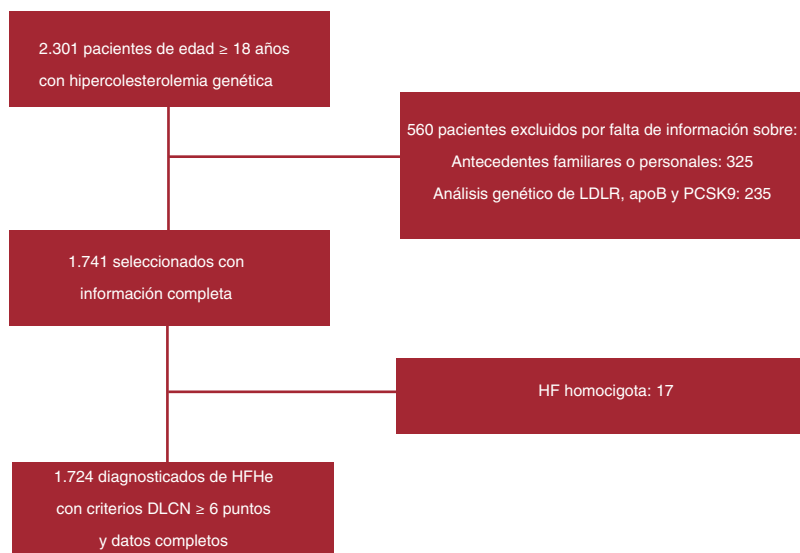 2.301 pacientes de edad ≥ 18 años
con hipercolesterolemia genética
560 pacientes excluidos por falta de información sobre:
Antecedentes familiares o personales: 325
Análisis genético de LDLR, apoB y PCSK9: 235
1.741 seleccionados con
información completa
HF homocigota: 17
1.724 diagnosticados de HFHe
con criterios DLCN ≥ 6 puntos
y datos completos